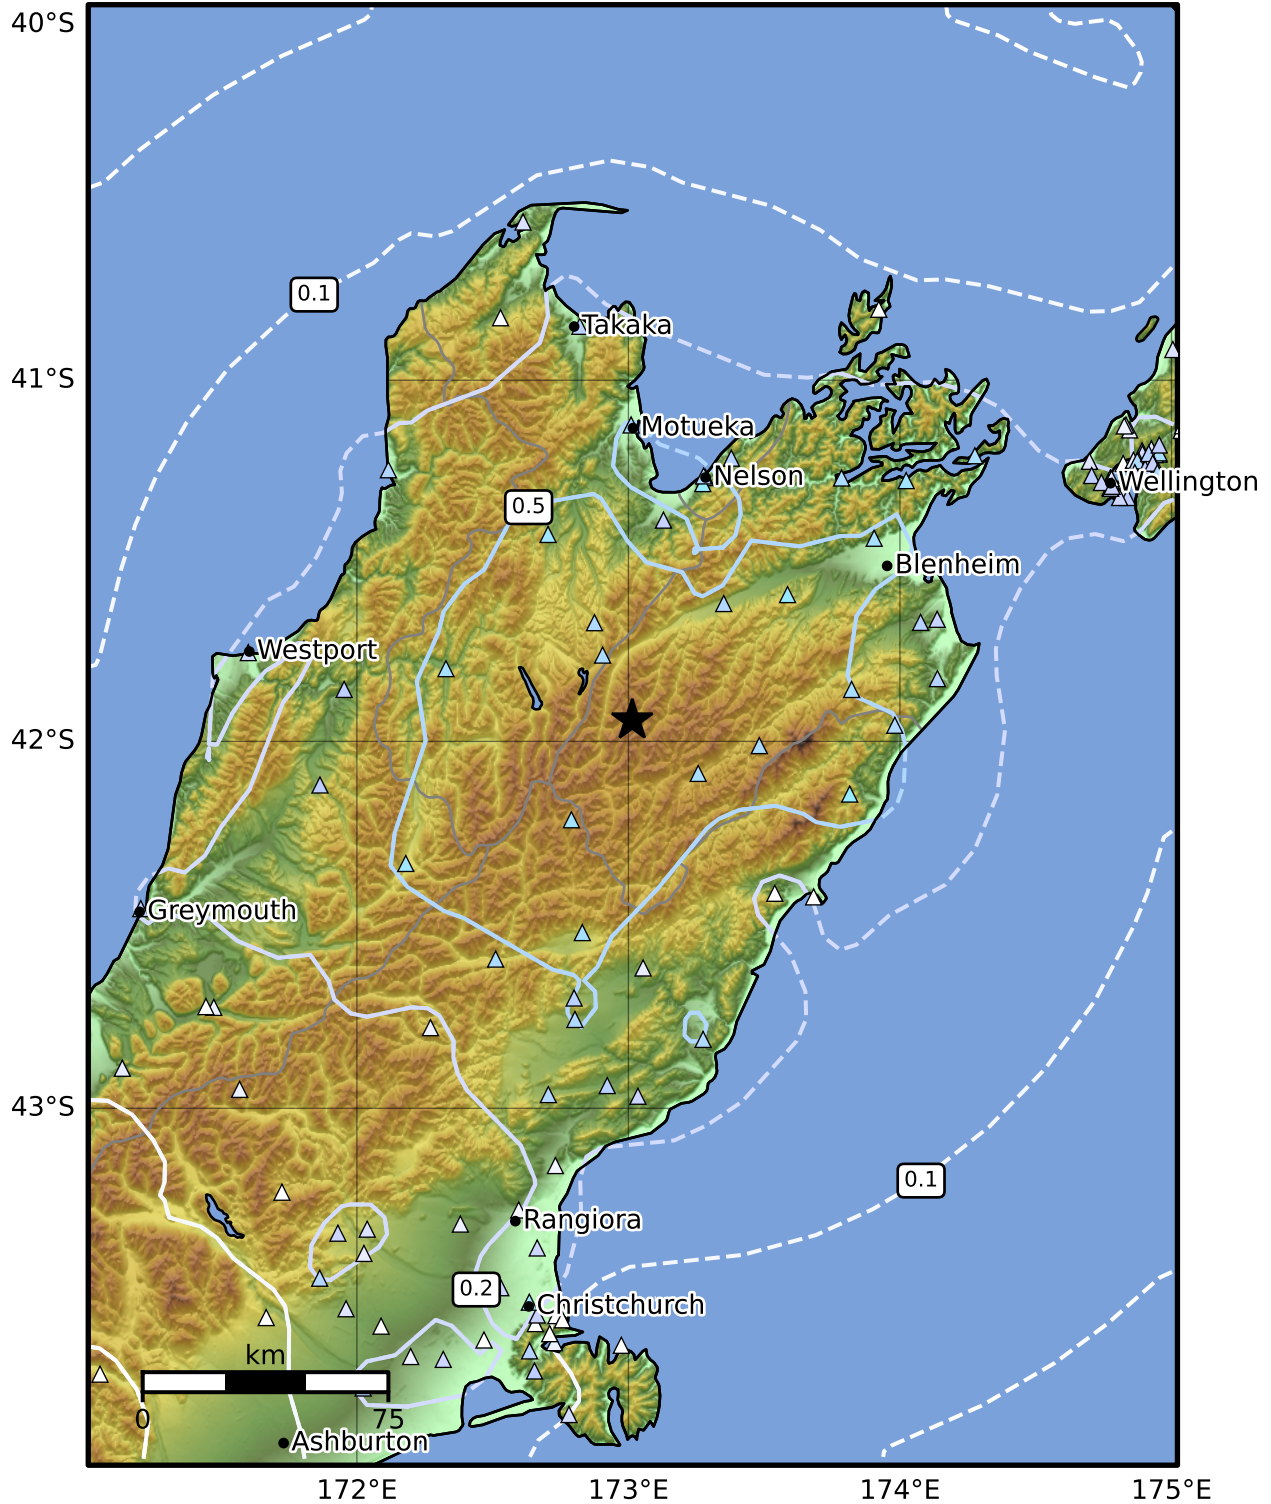 40°S
0.1
Takaka
41°S
Motueka
Nelson
Wellington
0.5
Blenheim
Westport
42°S
Greymouth
43°S
0.1
Rangiora
0.2
Christchurch
km
0 75
Ashburton
172°E 173°E 174°E 175°E